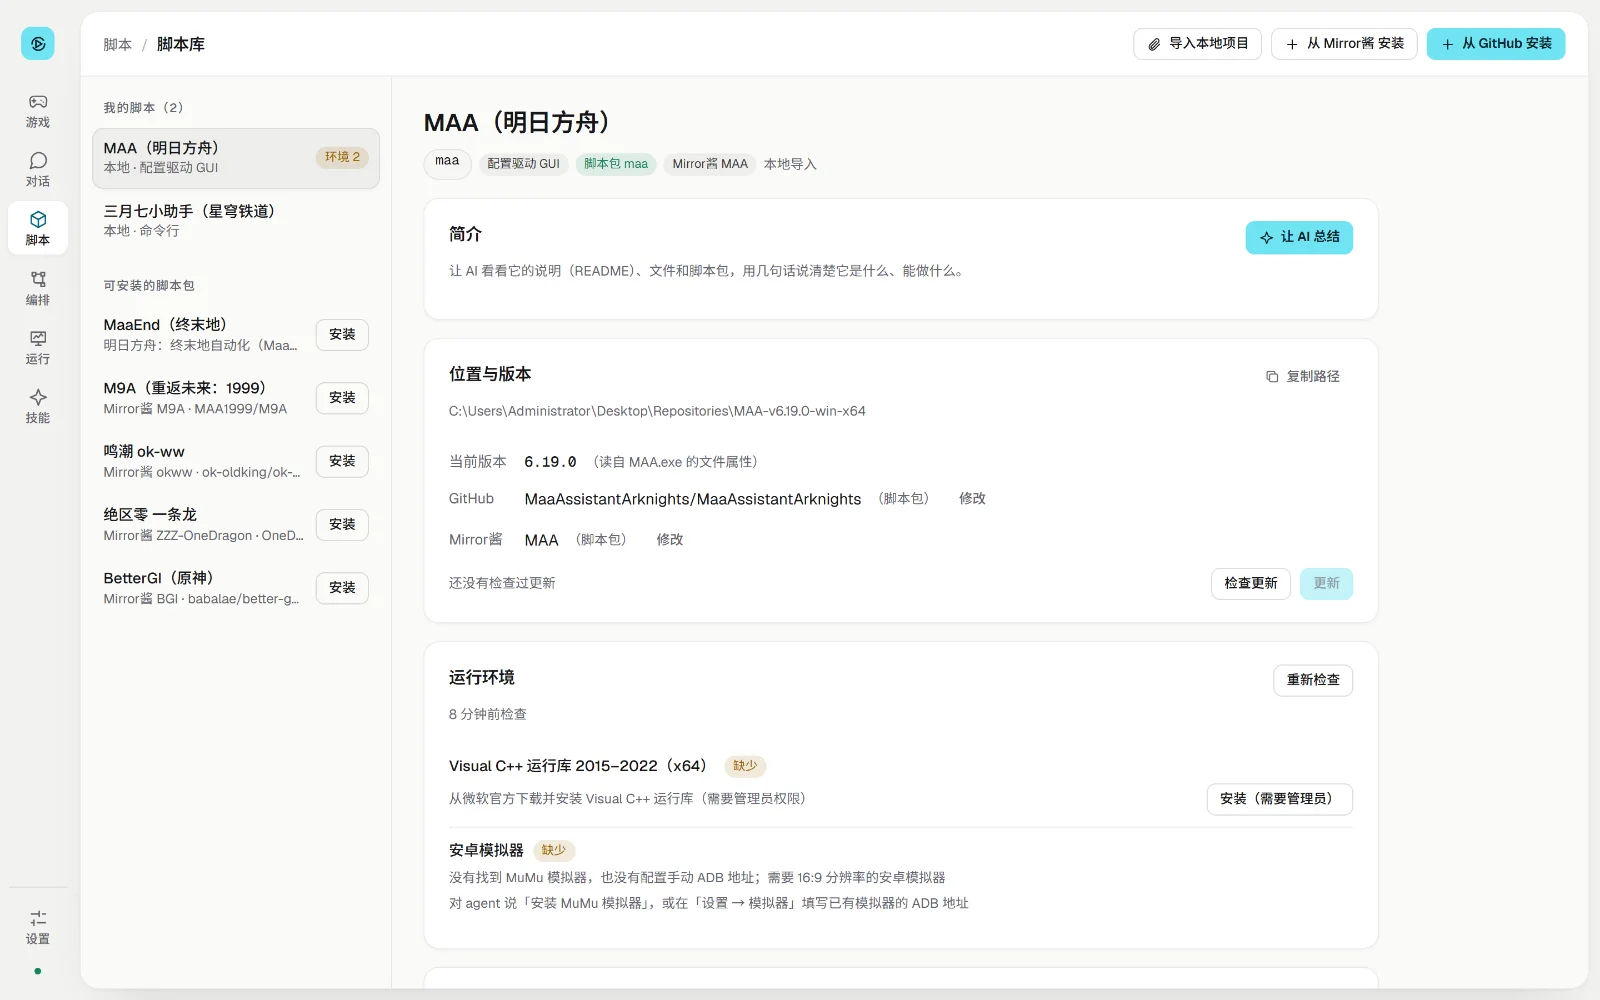 游戏
对话
脚本
编排
运行
技能
设置
脚本 / 脚本库
导入本地项目
从 Mirror酱 安装
从 GitHub 安装
我的脚本（2）
MAA（明日方舟）
本地 · 配置驱动 GUI
环境 2
三月七小助手（星穹铁道）
本地 · 命令行
可安装的脚本包
MaaEnd（终末地）
明日方舟：终末地自动化（Maa...
安装
M9A（重返未来：1999）
Mirror酱 M9A · MAA1999/M9A
安装
鸣潮 ok-ww
Mirror酱 okww · ok-oldking/ok-...
安装
绝区零 一条龙
Mirror酱 ZZZ-OneDragon · OneD...
安装
BetterGI（原神）
Mirror酱 BGI · babalae/better-g...
安装
MAA（明日方舟）
maa 配置驱动 GUI 脚本包 maa Mirror酱 MAA 本地导入
简介
让 AI 总结
让 AI 看看它的说明（README）、文件和脚本包，用几句话说清楚它是什么、能做什么。
位置与版本
复制路径
C:\Users\Administrator\Desktop\Repositories\MAA-v6.19.0-win-x64
当前版本 6.19.0 （读自 MAA.exe 的文件属性）
GitHub MaaAssistantArknights/MaaAssistantArknights （脚本包） 修改
Mirror酱 MAA （脚本包） 修改
还没有检查过更新
检查更新
更新
运行环境
重新检查
8 分钟前检查
Visual C++ 运行库 2015–2022（x64） 缺少
从微软官方下载并安装 Visual C++ 运行库（需要管理员权限）
安装（需要管理员）
安卓模拟器 缺少
没有找到 MuMu 模拟器，也没有配置手动 ADB 地址；需要 16:9 分辨率的安卓模拟器
对 agent 说「安装 MuMu 模拟器」，或在「设置 → 模拟器」填写已有模拟器的 ADB 地址